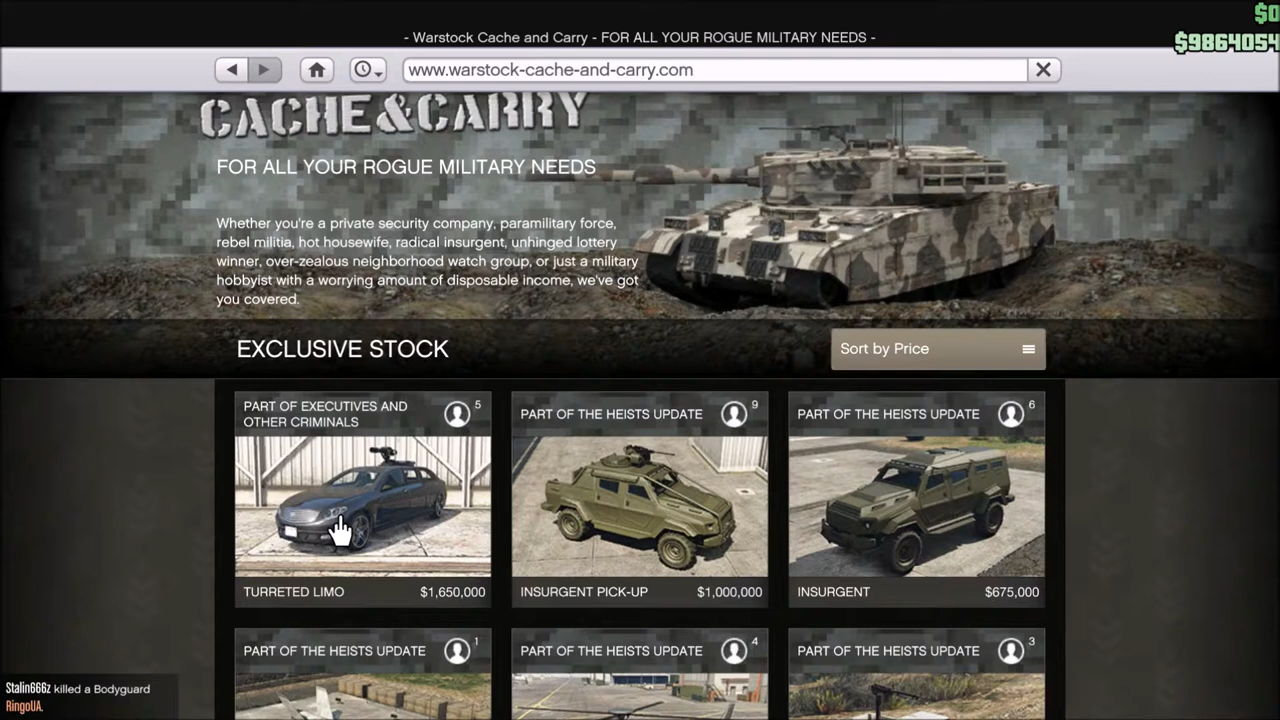 $0
- Warstock Cache and Carry - FOR ALL YOUR ROGUE MILITARY NEEDS -
$9864054
www.warstock-cache-and-carry.com
CACHE&CARRY
FOR ALL YOUR ROGUE MILITARY NEEDS
Whether you're a private security company, paramilitary force,
rebel militia, hot housewife, radical insurgent, unhinged lottery
winner, over-zealous neighborhood watch group, or just a military
hobbyist with a worrying amount of disposable income, we've got
you covered.
EXCLUSIVE STOCK
Sort by Price
PART OF EXECUTIVES AND
OTHER CRIMINALS
5
PART OF THE HEISTS UPDATE
9
PART OF THE HEISTS UPDATE
6
TURRETED LIMO
$1,650,000
INSURGENT PICK-UP
$1,000,000
INSURGENT
$675,000
PART OF THE HEISTS UPDATE
1
PART OF THE HEISTS UPDATE
4
PART OF THE HEISTS UPDATE
3
Stalin666z killed a Bodyguard
RingoUA.